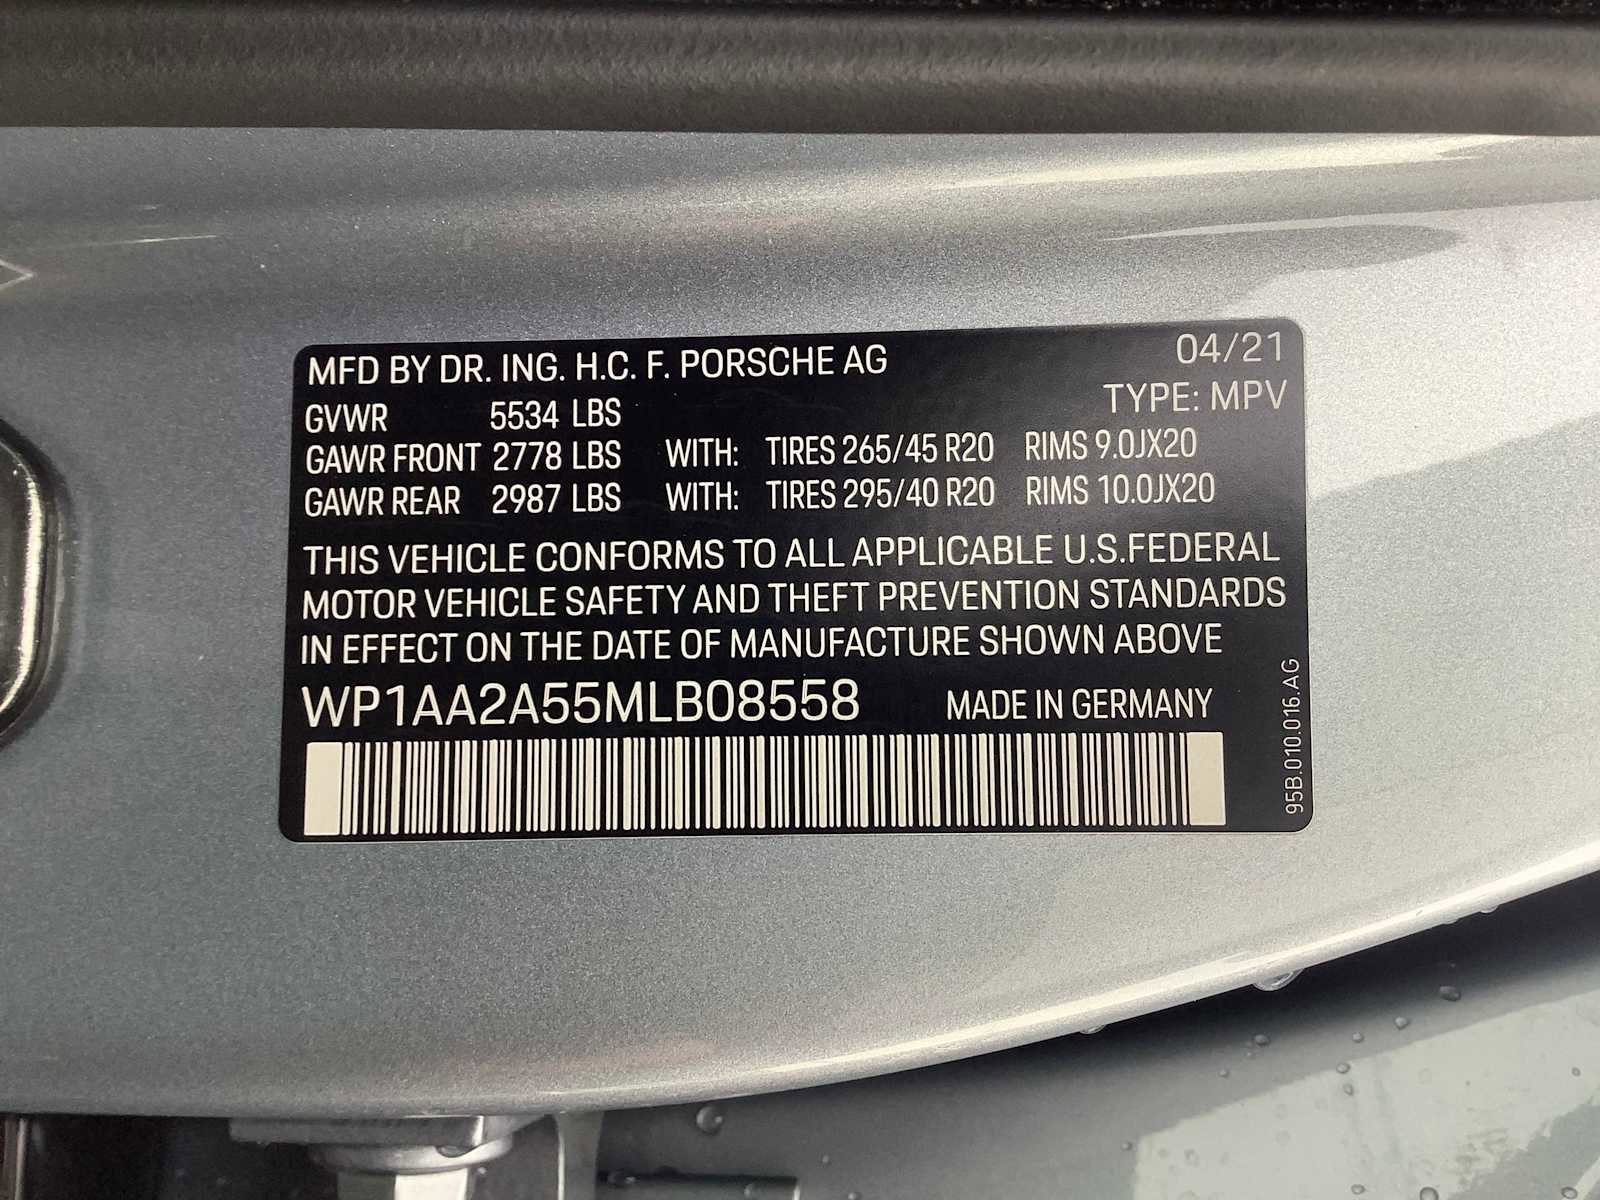 MFD BY DR. ING. H.C. F. PORSCHE AG 04/21
TYPE: MPV
GVWR 5534 LBS
GAWR FRONT 2778 LBS WITH: TIRES 265/45 R20 RIMS 9.0JX20
GAWR REAR 2987 LBS WITH: TIRES 295/40 R20 RIMS 10.0JX20
THIS VEHICLE CONFORMS TO ALL APPLICABLE U.S.FEDERAL
MOTOR VEHICLE SAFETY AND THEFT PREVENTION STANDARDS
IN EFFECT ON THE DATE OF MANUFACTURE SHOWN ABOVE
WP1AA2A55MLB08558 MADE IN GERMANY
95B.010.016.AG